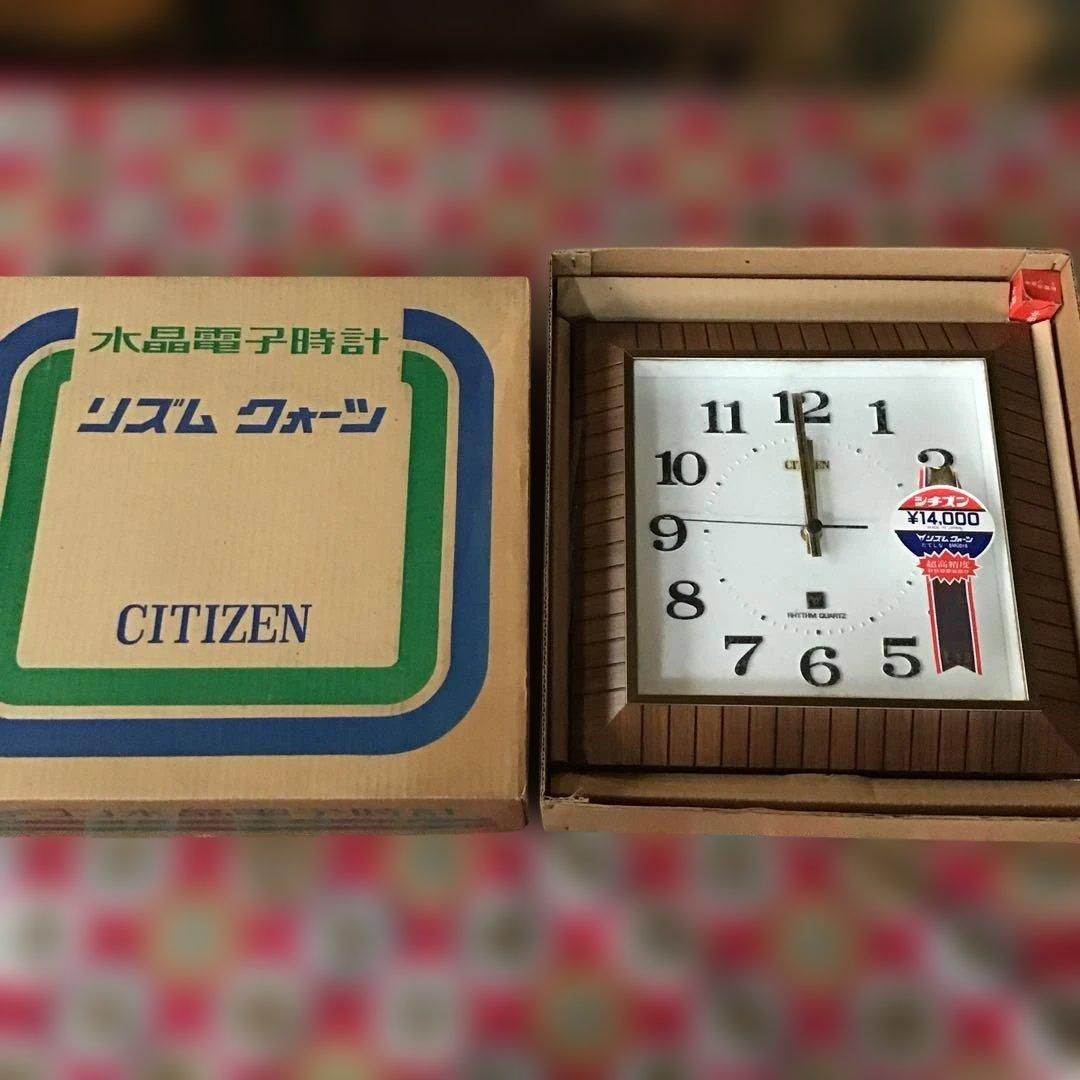 水晶電子時計
リズム クォーツ
CITIZEN
11 12 1
10 2
9
8
7 6 5
CITIZEN
RHYTHM QUARTZ
シチズン
¥14,000
リズム クォーツ
超高精度